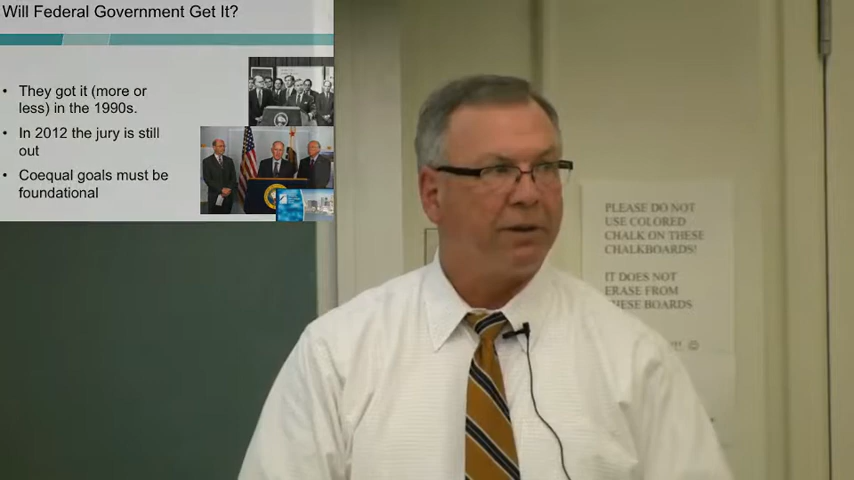 Will Federal Government Get It?
• They got it (more or
less) in the 1990s.
• In 2012 the jury is still
out
• Coequal goals must be
foundational
PLEASE DO NOT
USE COLORED
CHALK ON THESE
CHALKBOARDS!
IT DOES NOT
ERASE FROM
THESE BOARDS